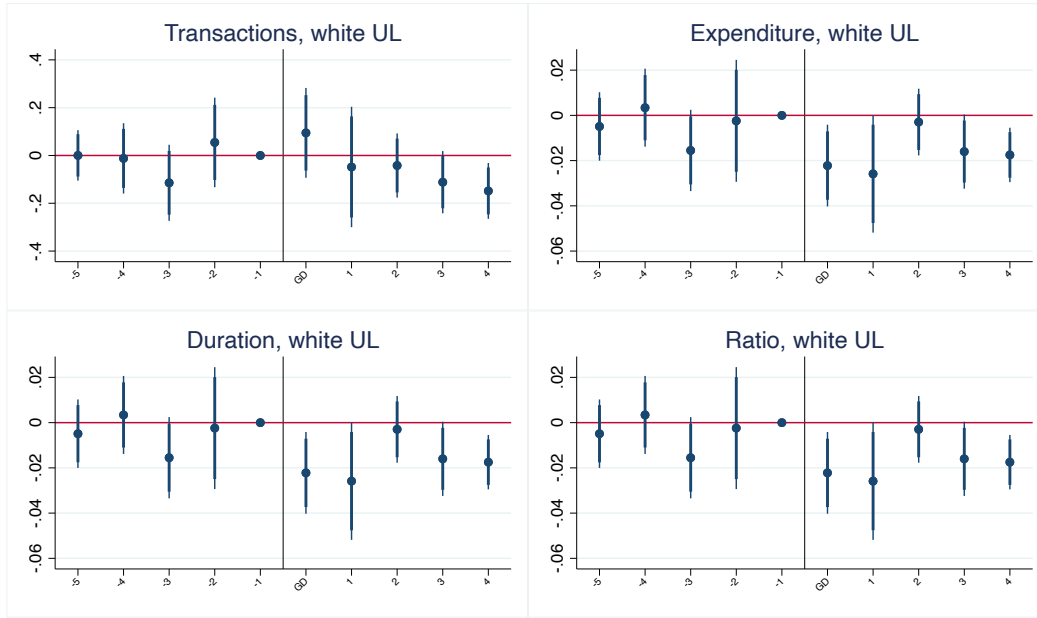 Transactions, white UL
.4
.2
0
-.2
-.4
-5 -4 -3 -2 -1 GD 1 2 3 4
Expenditure, white UL
.02
0
-.02
-.04
-.06
-5 -4 -3 -2 -1 GD 1 2 3 4
Duration, white UL
.02
0
-.02
-.04
-.06
-5 -4 -3 -2 -1 GD 1 2 3 4
Ratio, white UL
.02
0
-.02
-.04
-.06
-5 -4 -3 -2 -1 GD 1 2 3 4